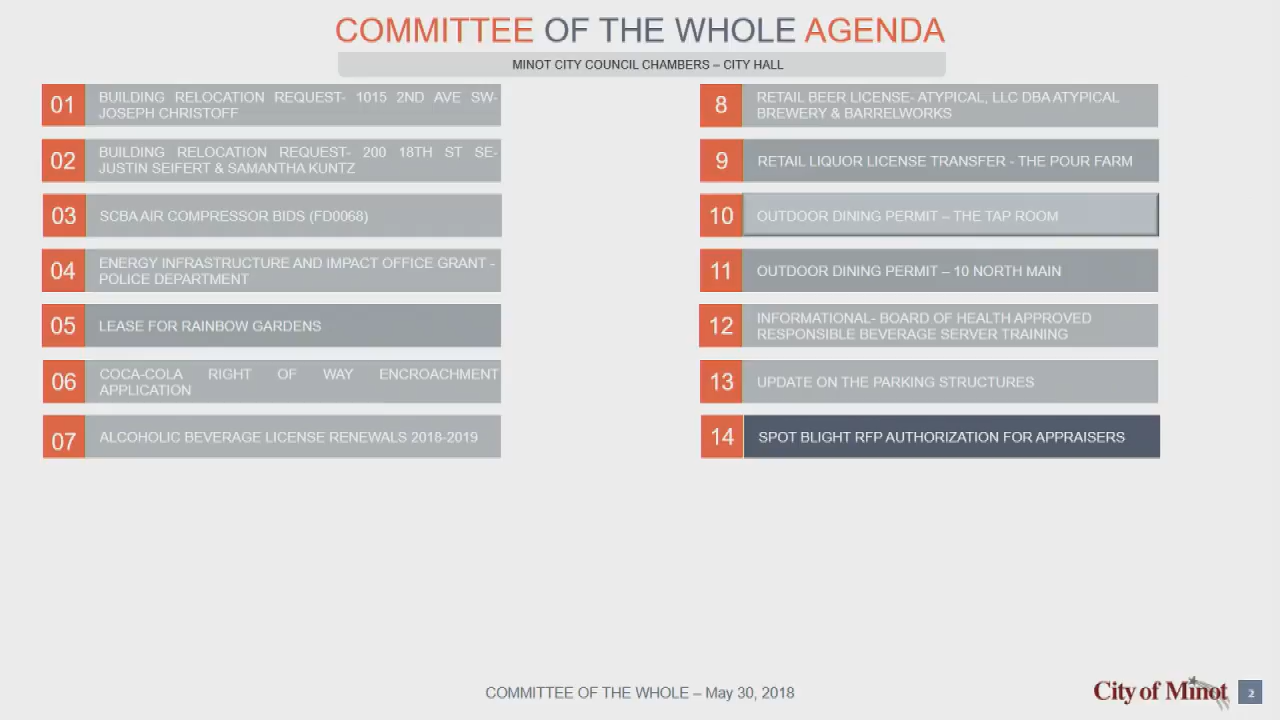 COMMITTEE OF THE WHOLE AGENDA
MINOT CITY COUNCIL CHAMBERS – CITY HALL
01 BUILDING RELOCATION REQUEST- 1015 2ND AVE SW-
JOSEPH CHRISTOFF
02 BUILDING RELOCATION REQUEST- 200 18TH ST SE-
JUSTIN SEIFERT & SAMANTHA KUNTZ
03 SCBA AIR COMPRESSOR BIDS (FD0068)
04 ENERGY INFRASTRUCTURE AND IMPACT OFFICE GRANT -
POLICE DEPARTMENT
05 LEASE FOR RAINBOW GARDENS
06 COCA-COLA RIGHT OF WAY ENCROACHMENT
APPLICATION
07 ALCOHOLIC BEVERAGE LICENSE RENEWALS 2018-2019
8 RETAIL BEER LICENSE- ATYPICAL, LLC DBA ATYPICAL
BREWERY & BARRELWORKS
9 RETAIL LIQUOR LICENSE TRANSFER - THE POUR FARM
10 OUTDOOR DINING PERMIT – THE TAP ROOM
11 OUTDOOR DINING PERMIT – 10 NORTH MAIN
12 INFORMATIONAL- BOARD OF HEALTH APPROVED
RESPONSIBLE BEVERAGE SERVER TRAINING
13 UPDATE ON THE PARKING STRUCTURES
14 SPOT BLIGHT RFP AUTHORIZATION FOR APPRAISERS
COMMITTEE OF THE WHOLE – May 30, 2018
City of Minot
2